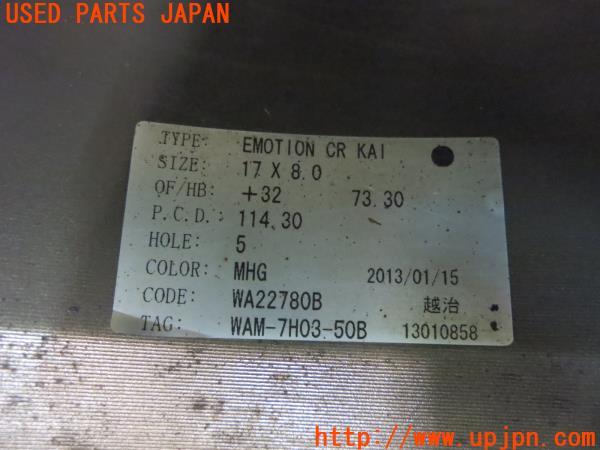 USED PARTS JAPAN
TYPE: EMOTION CR KAI
SIZE: 17 X 8.0
OF/HB: +32 73.30
P.C.D: 114.30
HOLE: 5
COLOR: MHG 2013/01/15
CODE: WA22780B 越治
TAG: WAM-7H03-50B 13010858
http://www.upjpn.com